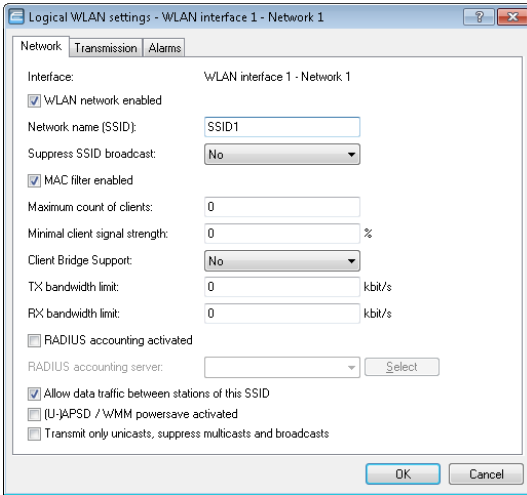 Logical WLAN settings - WLAN interface 1 - Network 1
Network Transmission Alarms
Interface: WLAN interface 1 - Network 1
WLAN network enabled
Network name (SSID): SSID1
Suppress SSID broadcast: No
MAC filter enabled
Maximum count of clients: 0
Minimal client signal strength: 0 %
Client Bridge Support: No
TX bandwidth limit: 0 kbit/s
RX bandwidth limit: 0 kbit/s
RADIUS accounting activated
RADIUS accounting server: Select
Allow data traffic between stations of this SSID
(U-)APSD / WMM powersave activated
Transmit only unicasts, suppress multicasts and broadcasts
OK Cancel